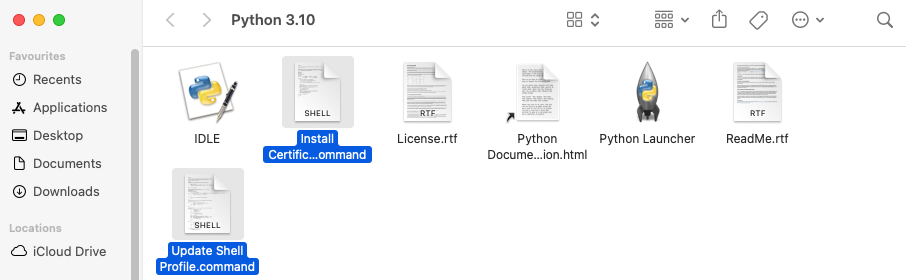 Python 3.10
Favourites
Recents
Applications
Desktop
Documents
Downloads
Locations
iCloud Drive
IDLE
SHELL
Install
Certific...ommand
RTF
License.rtf
Python
Docume...ion.html
Python Launcher
RTF
ReadMe.rtf
SHELL
Update Shell
Profile.command